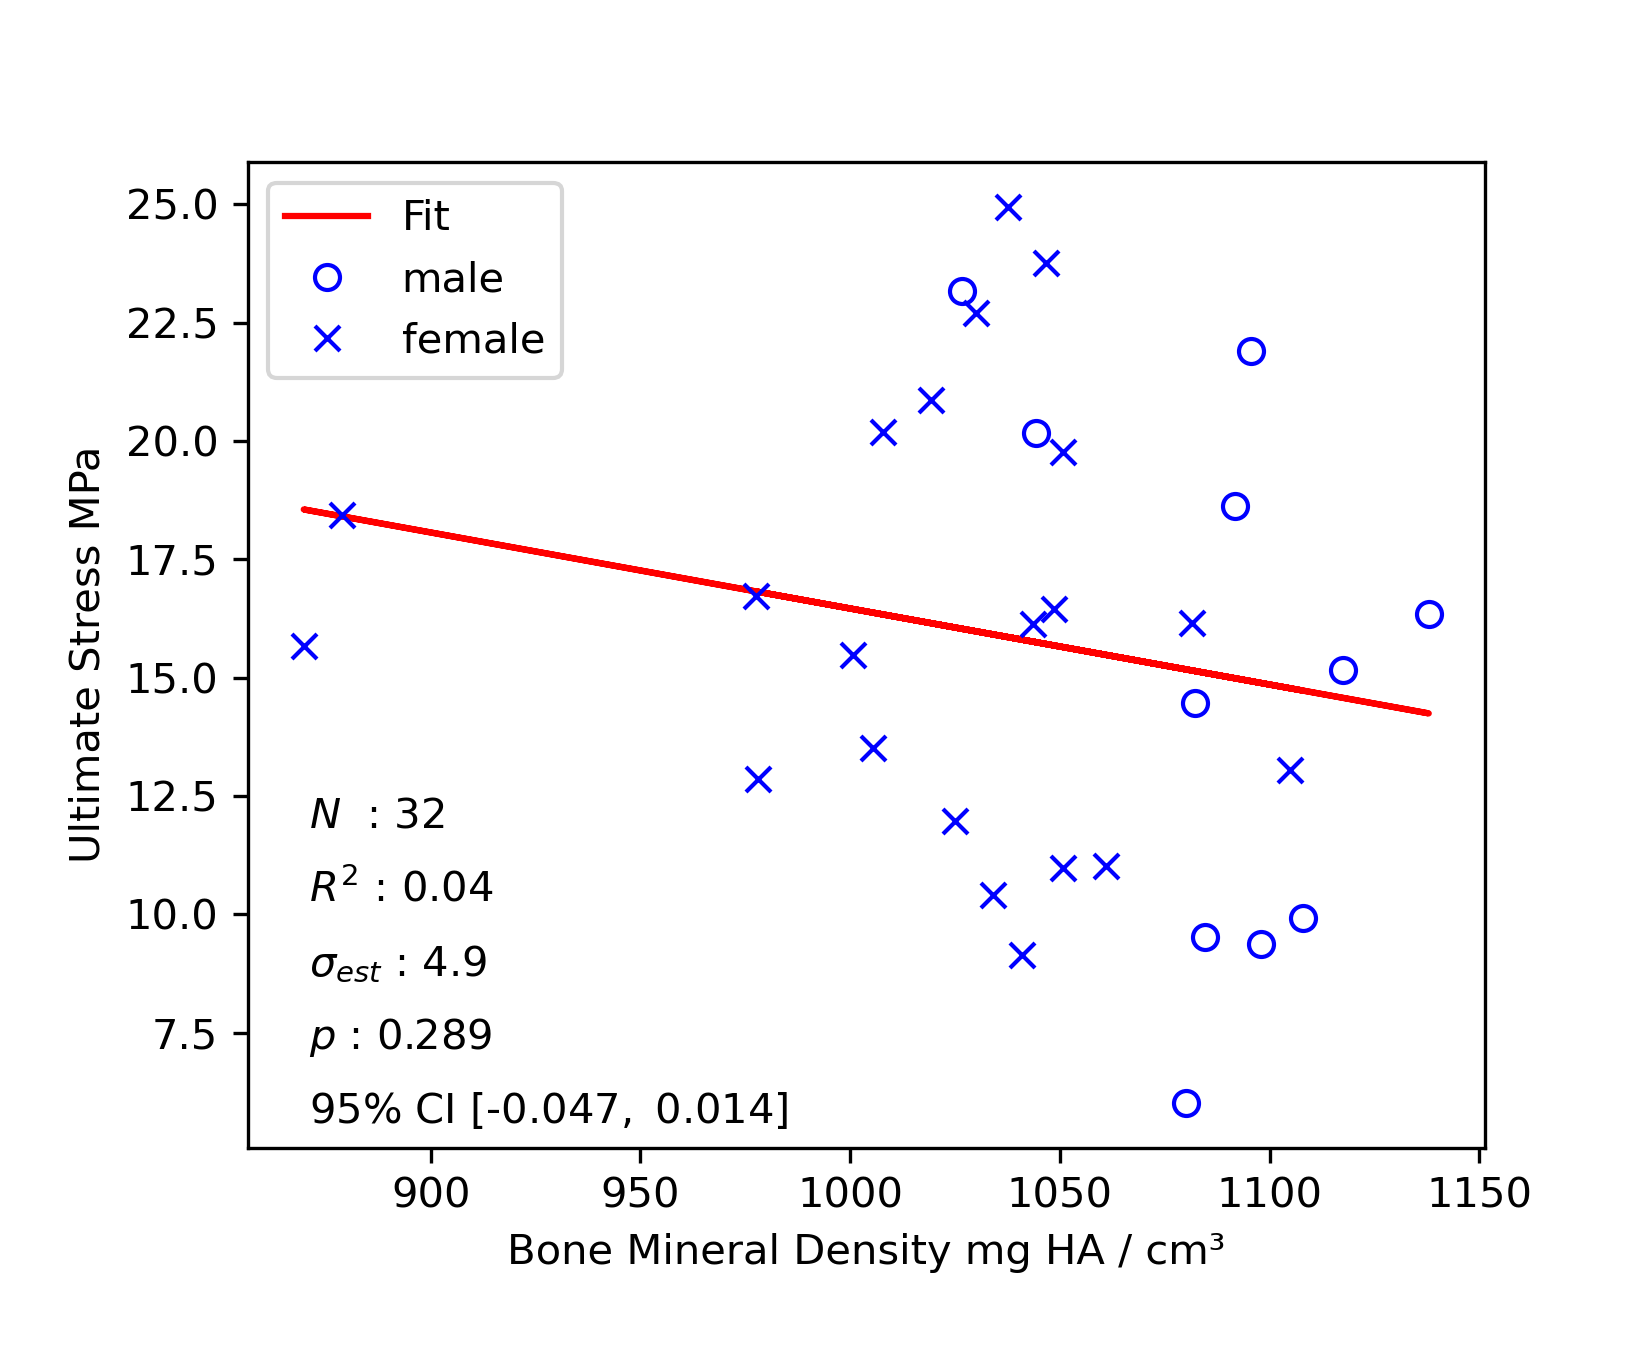 Fit
male
female
25.0
22.5
20.0
17.5
15.0
12.5
10.0
7.5
Ultimate Stress MPa
N : 32
R² : 0.04
σest : 4.9
p : 0.289
95% CI [-0.047, 0.014]
900 950 1000 1050 1100 1150
Bone Mineral Density mg HA / cm³